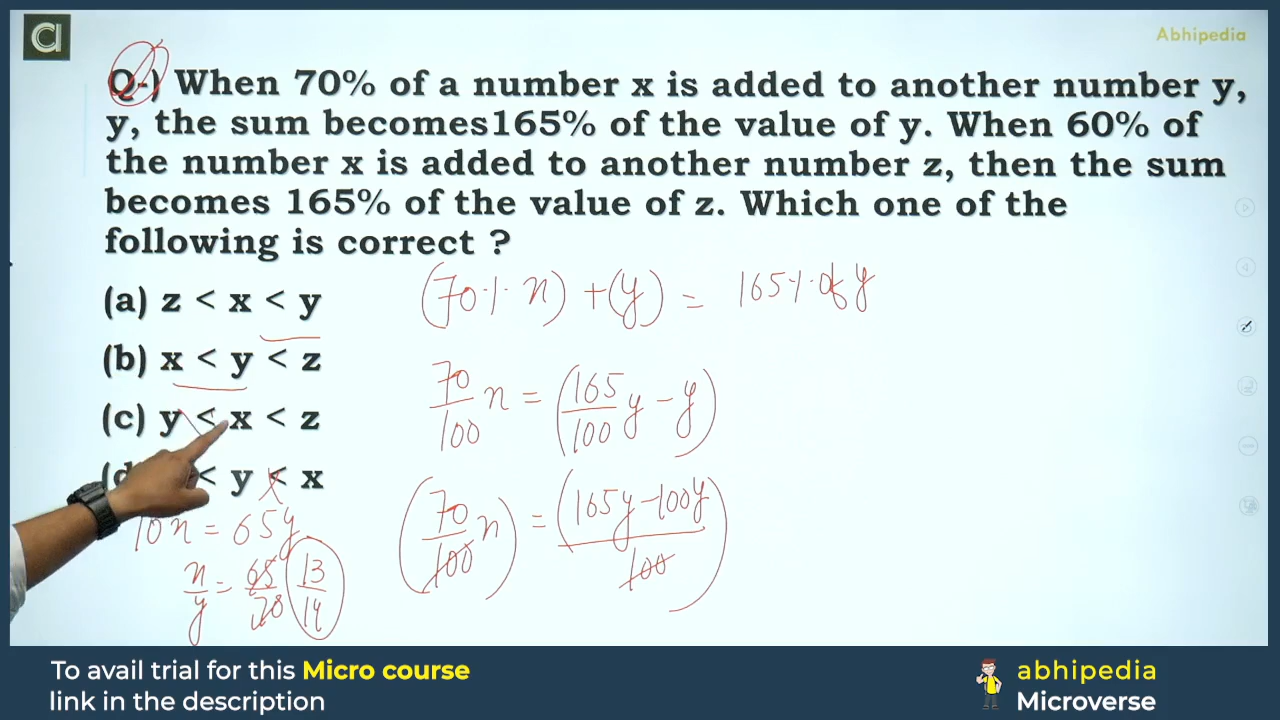 Abhipedia
Q-) When 70% of a number x is added to another number y,
y, the sum becomes165% of the value of y. When 60% of
the number x is added to another number z, then the sum
becomes 165% of the value of z. Which one of the
following is correct ?
(a) z < x < y
(b) x < y < z
(c) y < x < z
< y < x
(70% x) + (y) = 165% of y
70/100 x = (165/100 y - y)
(70/100 x) = (165y - 100y)/100
70x = 65y
x/y = 65/70 13/14
To avail trial for this Micro course
link in the description
abhipedia
Microverse